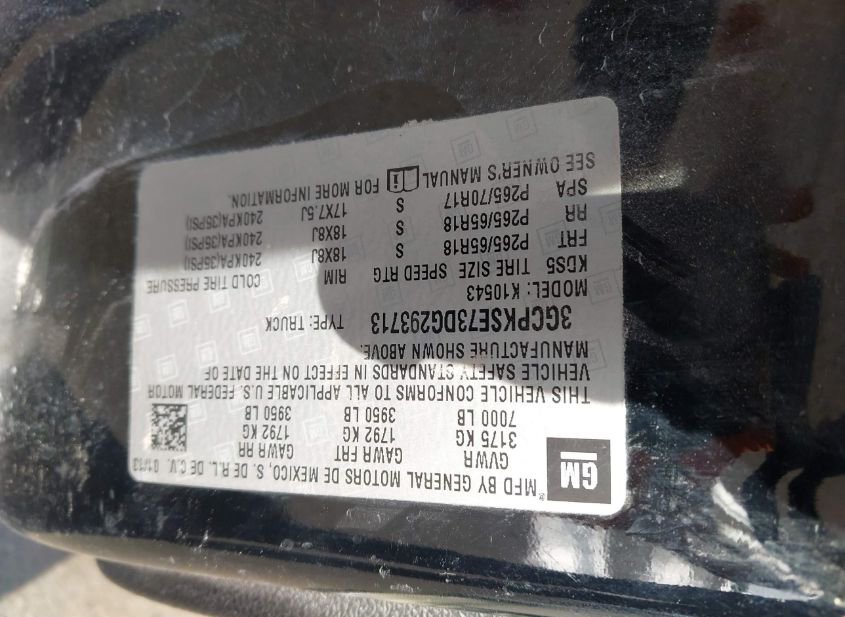 GM
MFD BY GENERAL MOTORS DE MEXICO, S. DE R.L. DE C.V. 01/13
GVWR GAWR FRT GAWR RR
3175 KG 1792 KG 1792 KG
7000 LB 3950 LB 3950 LB
THIS VEHICLE CONFORMS TO ALL APPLICABLE U.S. FEDERAL MOTOR
VEHICLE SAFETY STANDARDS IN EFFECT ON THE DATE OF
MANUFACTURE SHOWN ABOVE.
3GCPKSE73DG293713 TYPE: TRUCK
MODEL: K10543
KDS5 TIRE SIZE SPEED RTG RIM COLD TIRE PRESSURE
FRT P265/65R18 S 18X8J 240KPA(35PSI)
RR P265/65R18 S 18X8J 240KPA(35PSI)
SPA P265/70R17 S 17X7.5J 240KPA(35PSI)
SEE OWNER'S MANUAL FOR MORE INFORMATION.